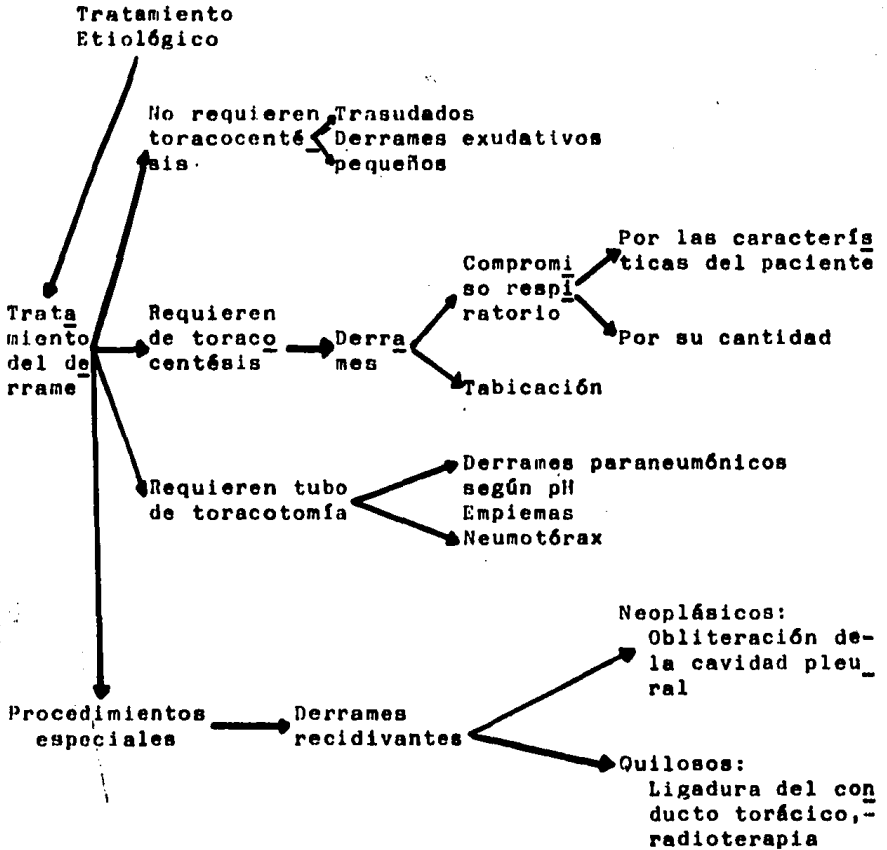 Tratamiento
Etiológico
No requieren
toracocenté_
sis.
Trasudados
Derrames exudativos
pequeños
Trata
miento
del de
rrame
Requieren
de toraco
centésis
Derra
mes
Compromi
so respi
ratorio
Por las caracterís
ticas del paciente
Por su cantidad
Tabicación
Requieren tubo
de toracotomía
Derrames paraneumónicos
según pH
Empiemas
Neumotórax
Procedimientos
especiales
Derrames
recidivantes
Neoplásicos:
Obliteración de-
la cavidad pleu_
ral
Quilosos:
Ligadura del con
ducto torácico,-
radioterapia